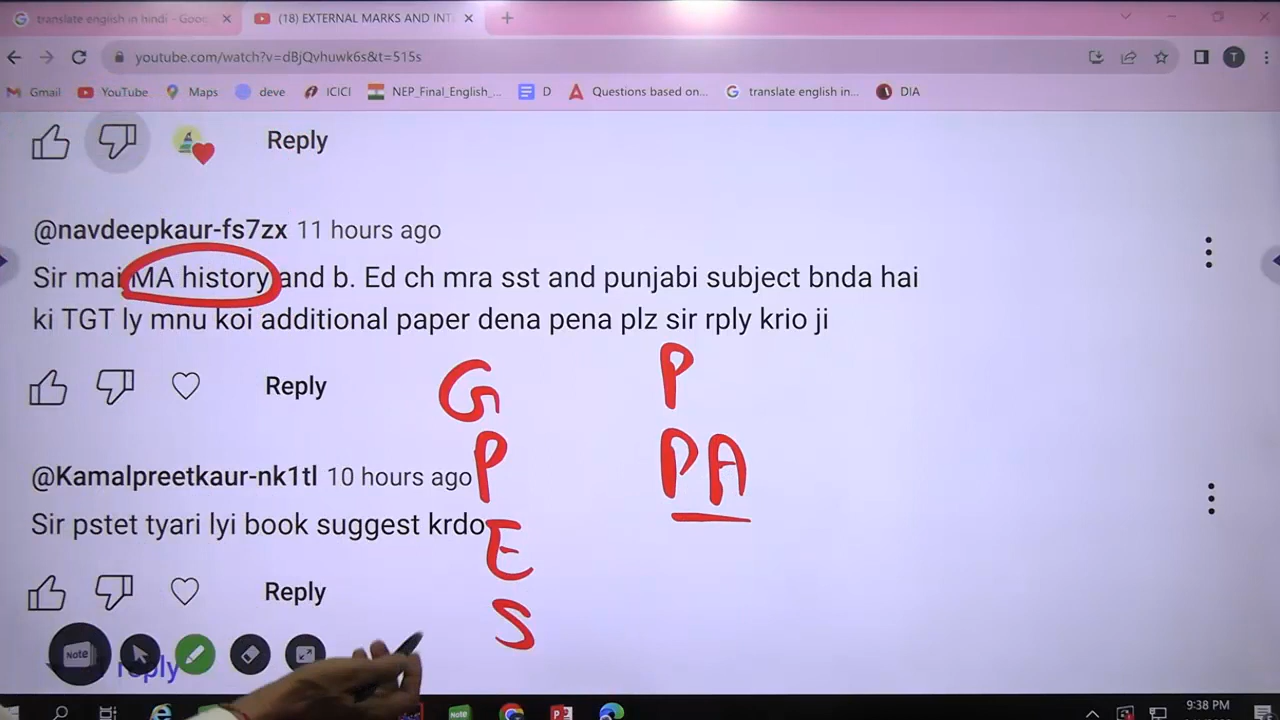 translate english in hindi - Goo
(18) EXTERNAL MARKS AND INT
youtube.com/watch?v=dBjQvhuwk6s&t=515s
T
Gmail YouTube Maps deve ICICI NEP_Final_English_... D Questions based on... translate english in... DIA
Reply
@navdeepkaur-fs7zx 11 hours ago
Sir mai MA history and b. Ed ch mra sst and punjabi subject bnda hai
ki TGT ly mnu koi additional paper dena pena plz sir rply krio ji
G P
Reply
P PA
@Kamalpreetkaur-nk1tl 10 hours ago
Sir pstet tyari lyi book suggest krdo
E
Reply
S
Note
reply
Note
9:38 PM